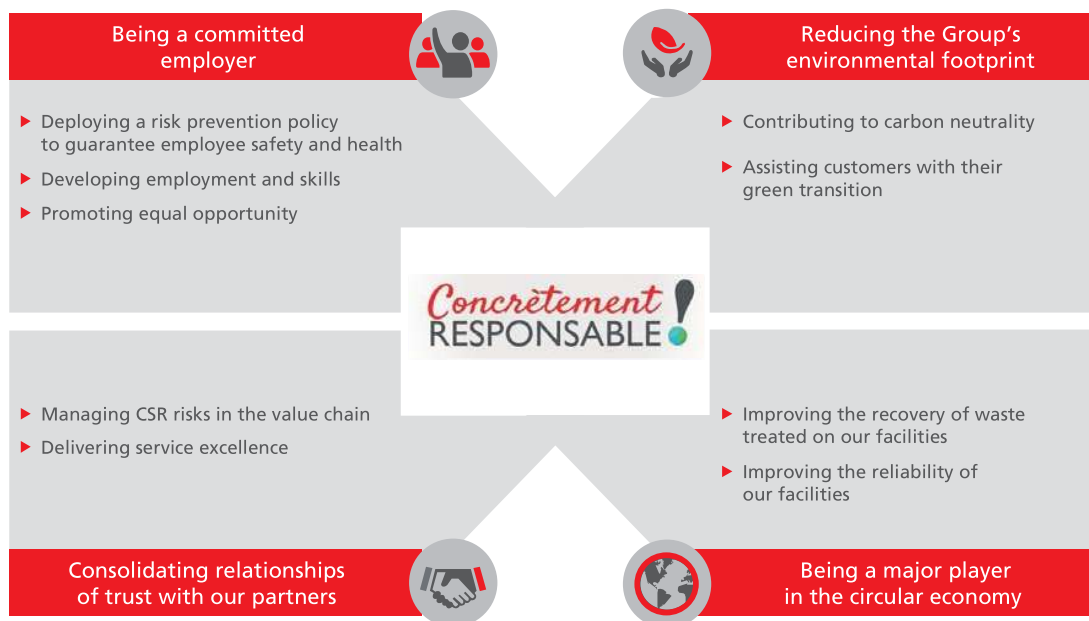 Being a committed
employer
Deploying a risk prevention policy
to guarantee employee safety and health
Developing employment and skills
Promoting equal opportunity
Reducing the Group’s
environmental footprint
Contributing to carbon neutrality
Assisting customers with their
green transition
Concrètement
RESPONSABLE!
Managing CSR risks in the value chain
Delivering service excellence
Consolidating relationships
of trust with our partners
Improving the recovery of waste
treated on our facilities
Improving the reliability of
our facilities
Being a major player
in the circular economy